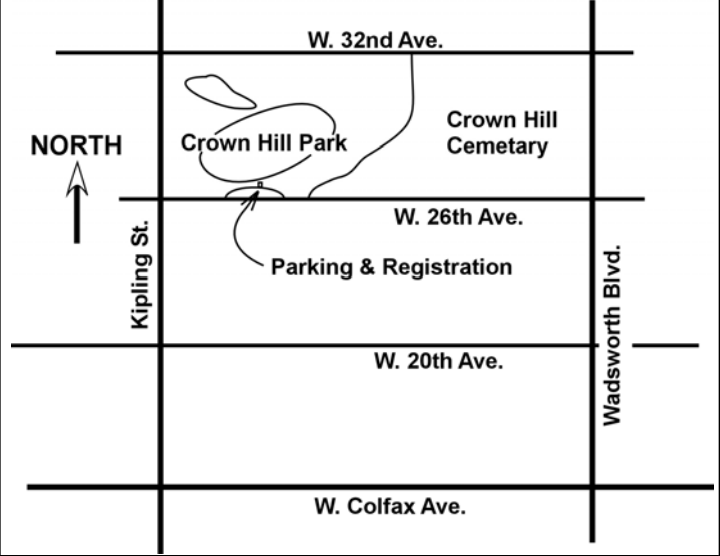 W. 32nd Ave.
Crown Hill
Cemetary
NORTH
Crown Hill Park
W. 26th Ave.
Kipling St.
Parking & Registration
Wadsworth Blvd.
W. 20th Ave.
W. Colfax Ave.